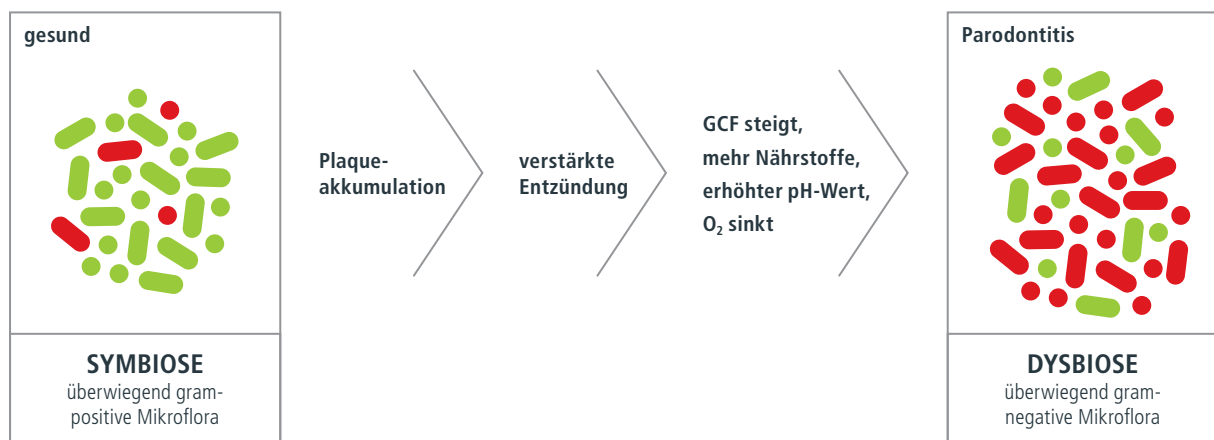 gesund
SYMBIOSE
überwiegend gram-
positive Mikroflora
Plaque-
akkumulation
verstärkte
Entzündung
GCF steigt,
mehr Nährstoffe,
erhöhter pH-Wert,
O₂ sinkt
Parodontitis
DYSBIOSE
überwiegend gram-
negative Mikroflora